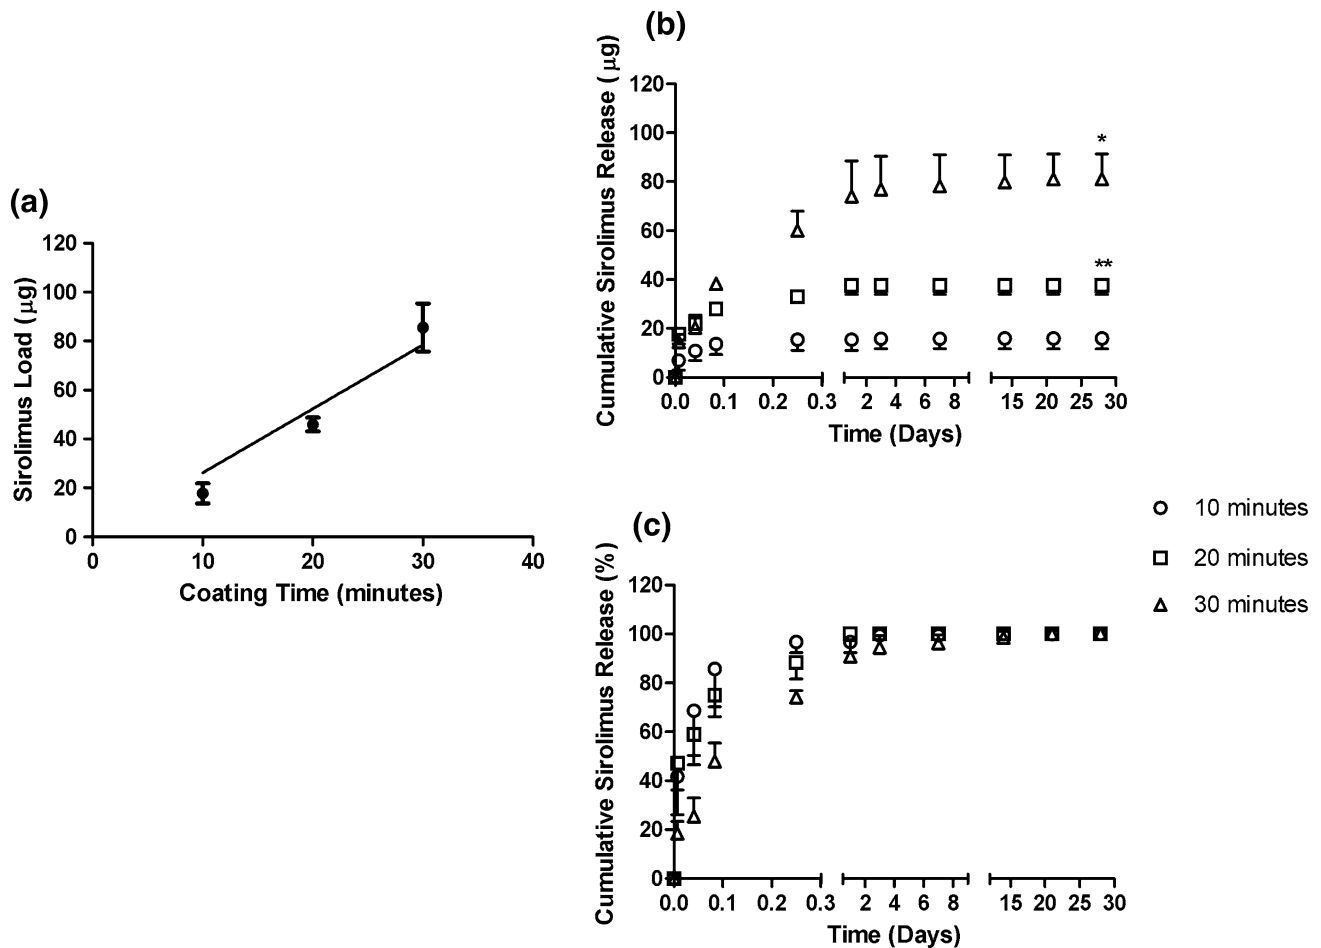 (a)
Sirolimus Load (μg)
120
100
80
60
40
20
0
0 10 20 30 40
Coating Time (minutes)
(b)
Cumulative Sirolimus Release (μg)
120
100
80
60
40
20
0
*
**
0.0 0.1 0.2 0.3 2 4 6 8 15 20 25 30
Time (Days)
(c)
Cumulative Sirolimus Release (%)
120
100
80
60
40
20
0
0.0 0.1 0.2 0.3 2 4 6 8 15 20 25 30
Time (Days)
10 minutes
20 minutes
30 minutes